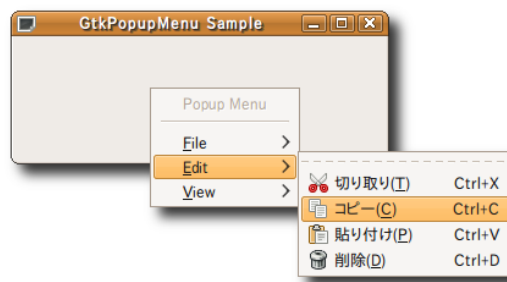 GtkPopupMenu Sample
Popup Menu
File
Edit
View
切り取り(T) Ctrl+X
コピー(C) Ctrl+C
貼り付け(P) Ctrl+V
削除(D) Ctrl+D